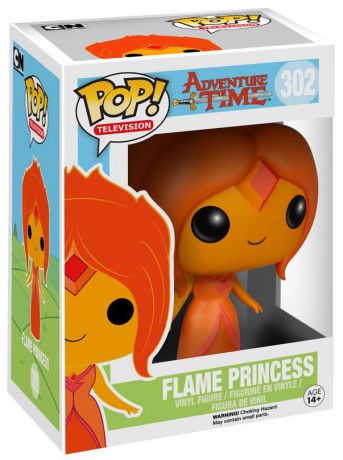 CN
POP!
TELEVISION
ADVENTURE
TIME
302
FLAME PRINCESS
FLAME PRINCESS
VINYL FIGURE / FIGURINE EN VINYLE /
FIGURA DE VINIL
WARNING! Choking Hazard.
May contain small parts.
AGE
14+